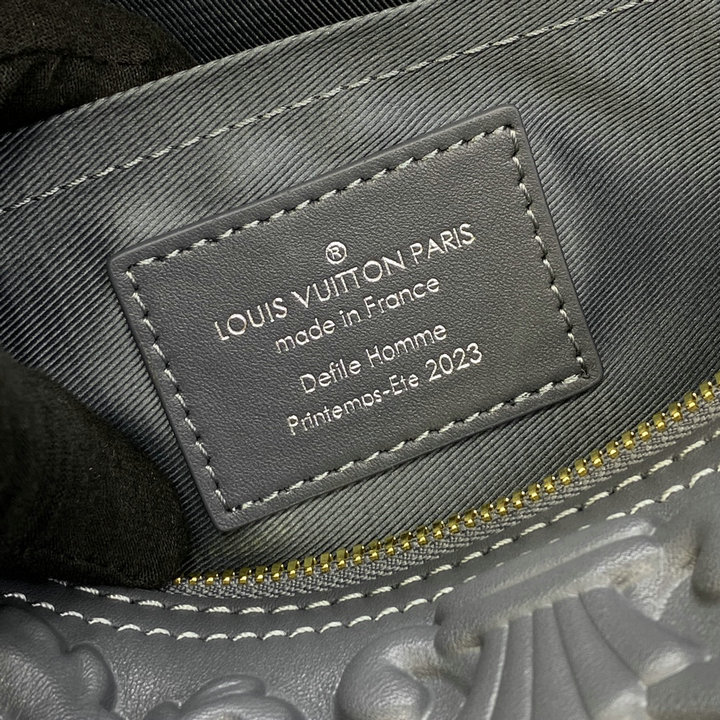 ®
LOUIS VUITTON PARIS
made in France
Defile Homme
Printemps-Ete 2023